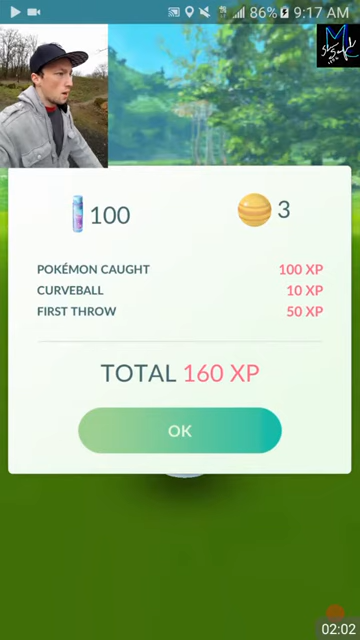 86% 9:17 AM
100
3
POKÉMON CAUGHT 100 XP
CURVEBALL 10 XP
FIRST THROW 50 XP
TOTAL 160 XP
OK
02:02